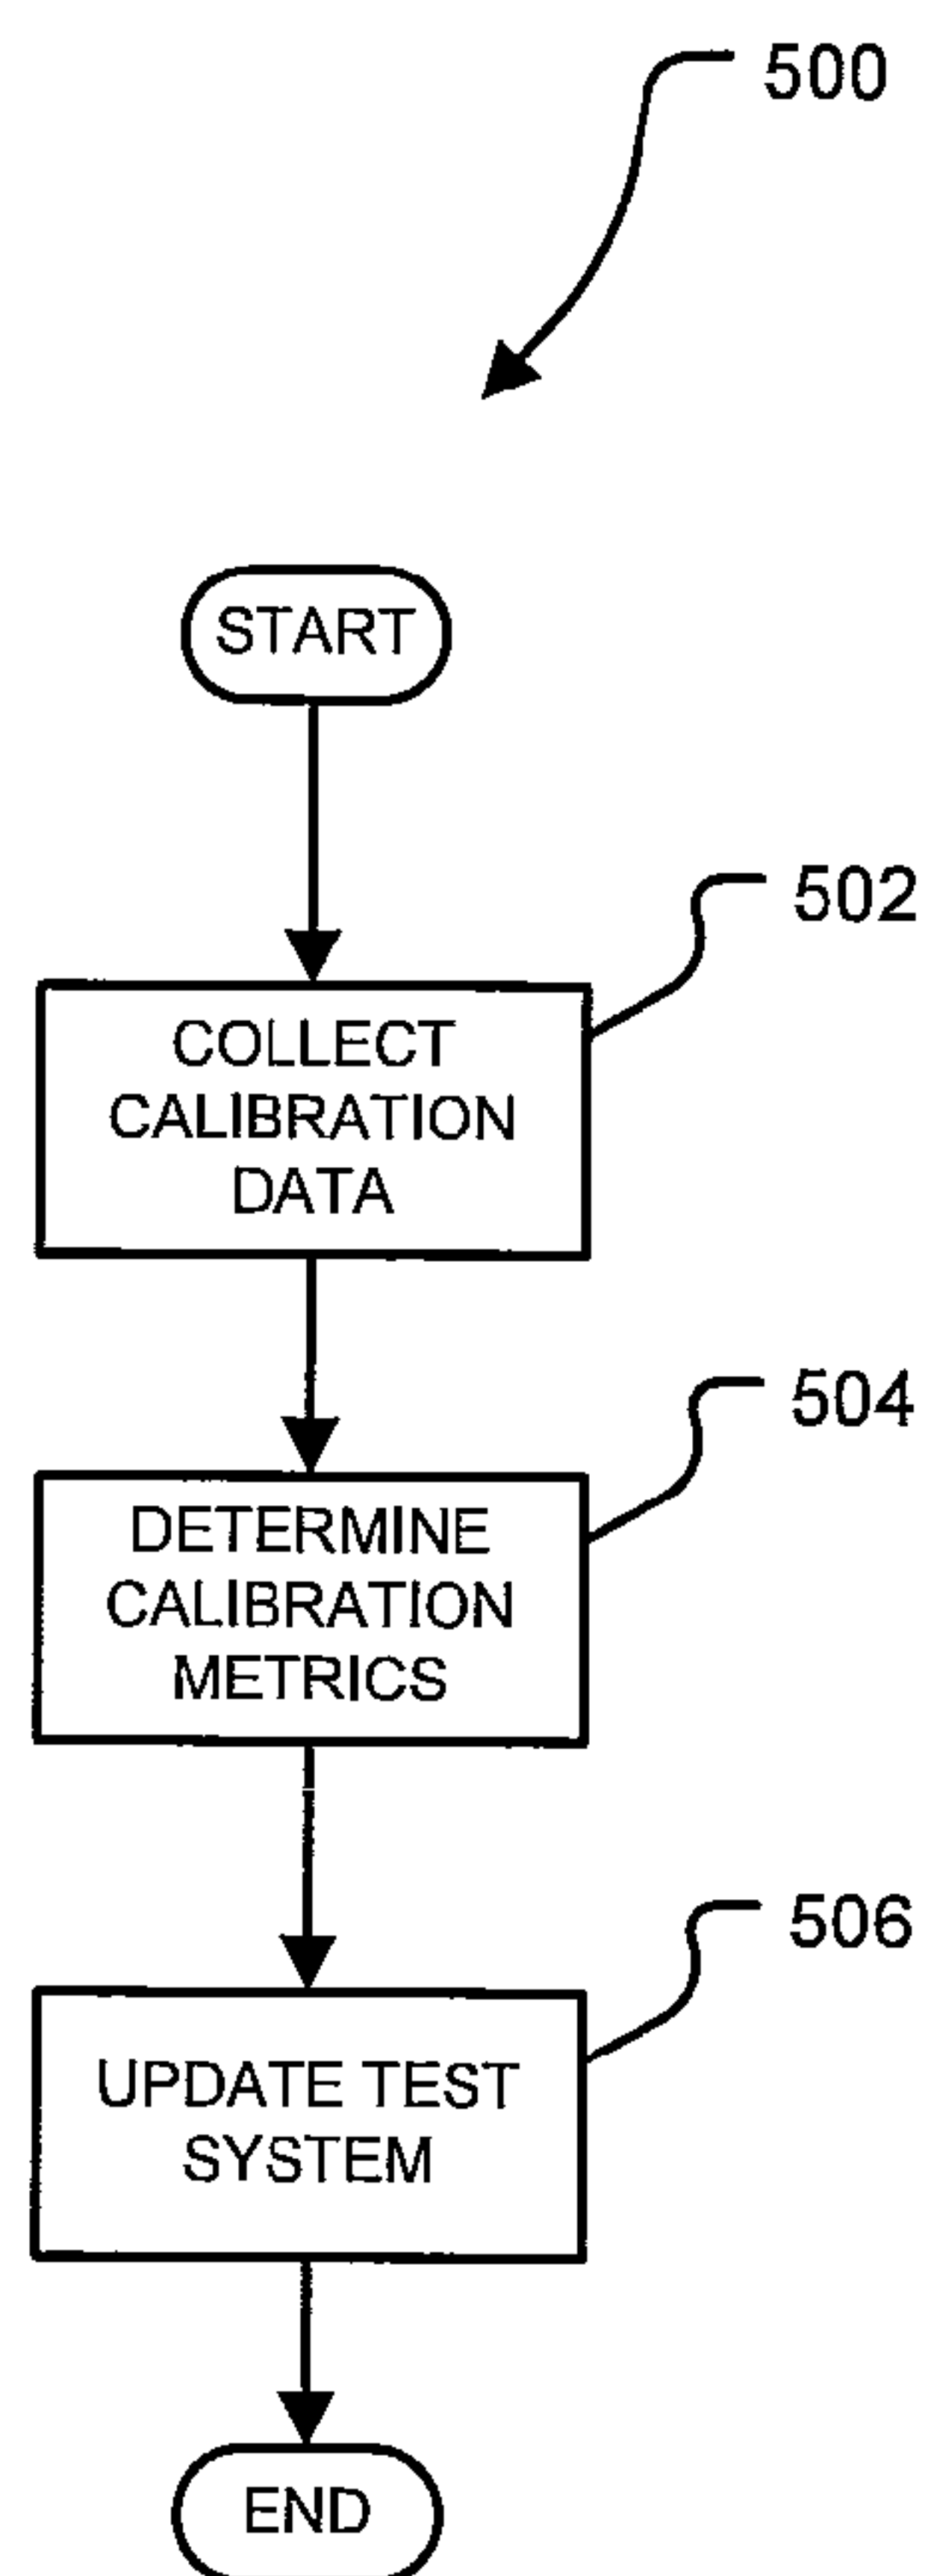 500
START
502
COLLECT
CALIBRATION
DATA
504
DETERMINE
CALIBRATION
METRICS
506
UPDATE TEST
SYSTEM
END